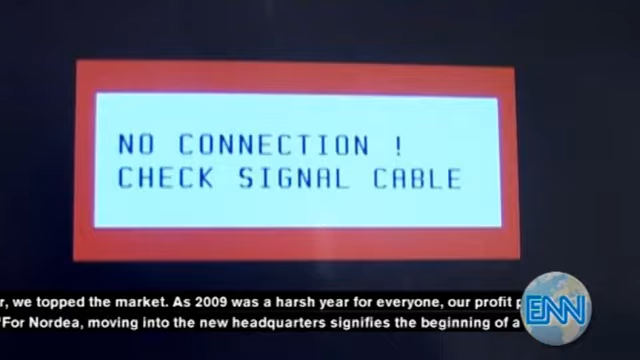 NO CONNECTION !
CHECK SIGNAL CABLE
r, we topped the market. As 2009 was a harsh year for everyone, our profit
"For Nordea, moving into the new headquarters signifies the beginning of a
ENN